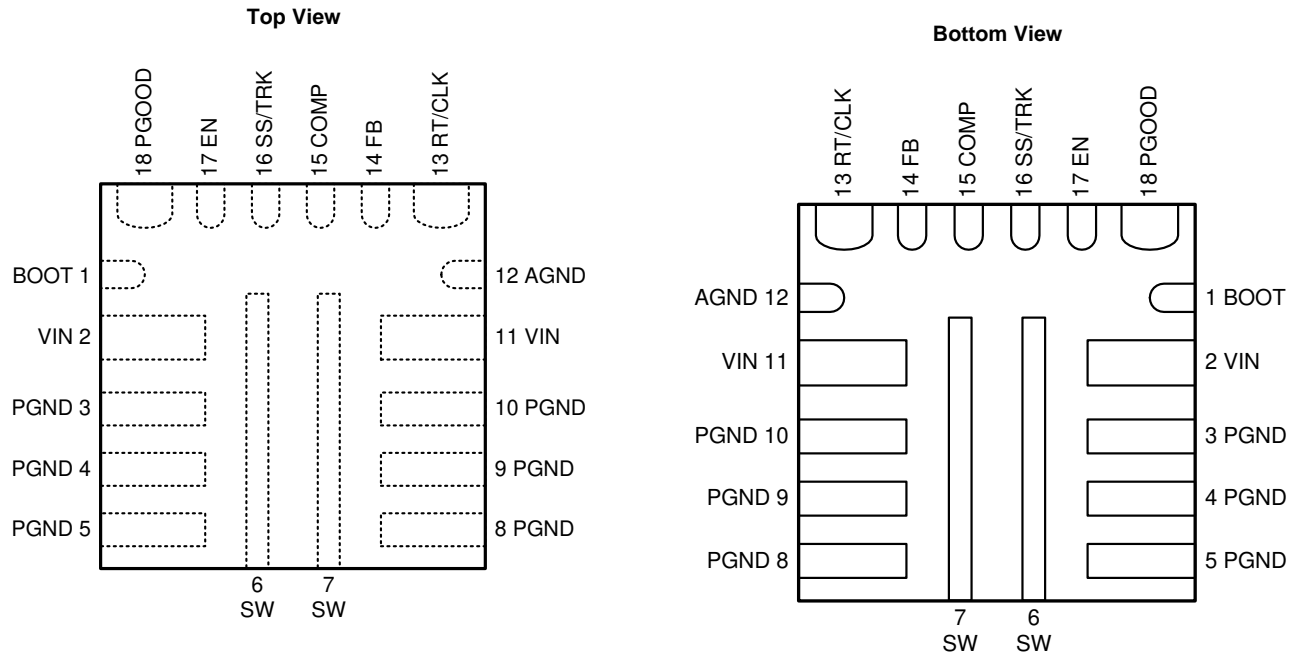 Top View
18 PGOOD
17 EN
16 SS/TRK
15 COMP
14 FB
13 RT/CLK
BOOT 1
12 AGND
VIN 2
11 VIN
PGND 3
10 PGND
PGND 4
9 PGND
PGND 5
8 PGND
6
SW
7
SW
Bottom View
13 RT/CLK
14 FB
15 COMP
16 SS/TRK
17 EN
18 PGOOD
AGND 12
1 BOOT
VIN 11
2 VIN
PGND 10
3 PGND
PGND 9
4 PGND
PGND 8
5 PGND
7
SW
6
SW